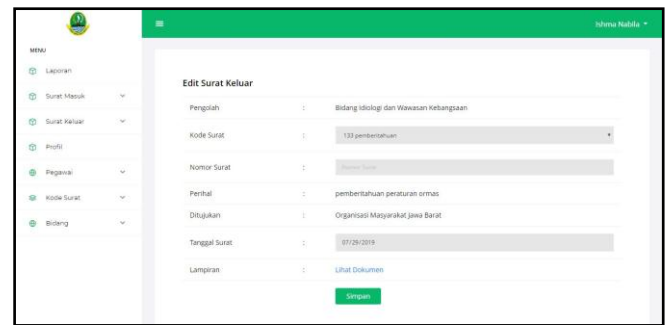 Ishma Nabila
MENU
Laporan
Surat Masuk
Surat Keluar
Profil
Pegawai
Kode Surat
Bidang
Edit Surat Keluar
Pengolah : Bidang Idiologi dan Wawasan Kebangsaan
Kode Surat : 133 pemberitahuan
Nomor Surat : Nomor Surat
Perihal : pemberitahuan peraturan ormas
Ditujukan : Organisasi Masyarakat Jawa Barat
Tanggal Surat : 07/29/2019
Lampiran : Lihat Dokumen
Simpan